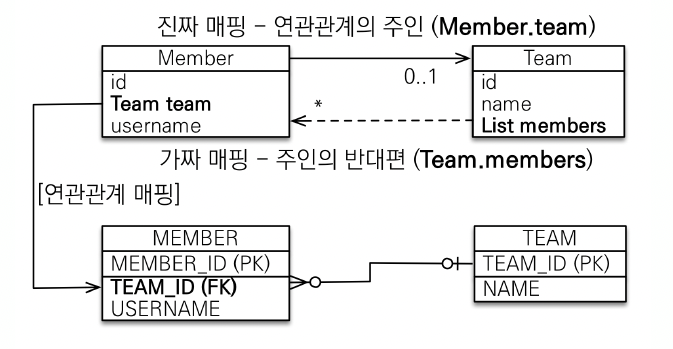 진짜 매핑 - 연관관계의 주인 (Member.team)
Member
id
Team team
username
0..1
*
Team
id
name
List members
가짜 매핑 - 주인의 반대편 (Team.members)
[연관관계 매핑]
MEMBER
MEMBER_ID (PK)
TEAM_ID (FK)
USERNAME
TEAM
TEAM_ID (PK)
NAME